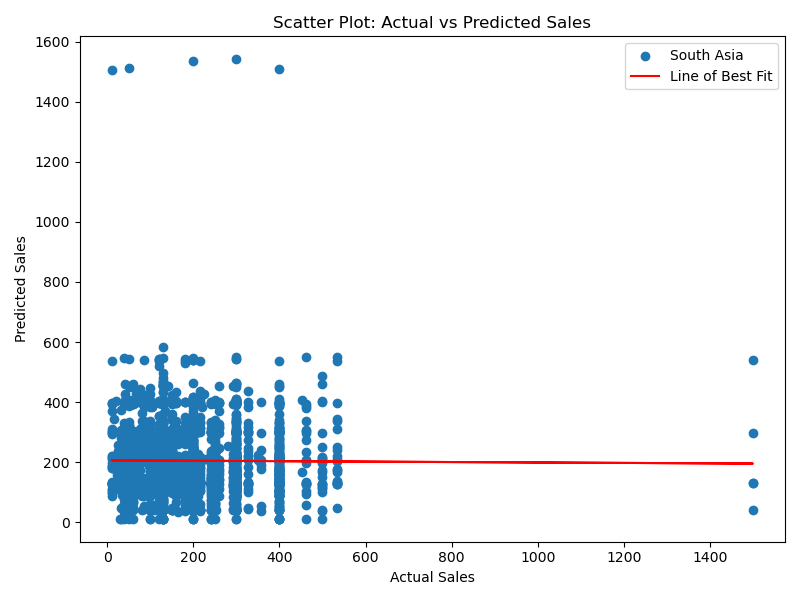 Scatter Plot: Actual vs Predicted Sales
South Asia
Line of Best Fit
Predicted Sales
1600
1400
1200
1000
800
600
400
200
0
0 200 400 600 800 1000 1200 1400
Actual Sales